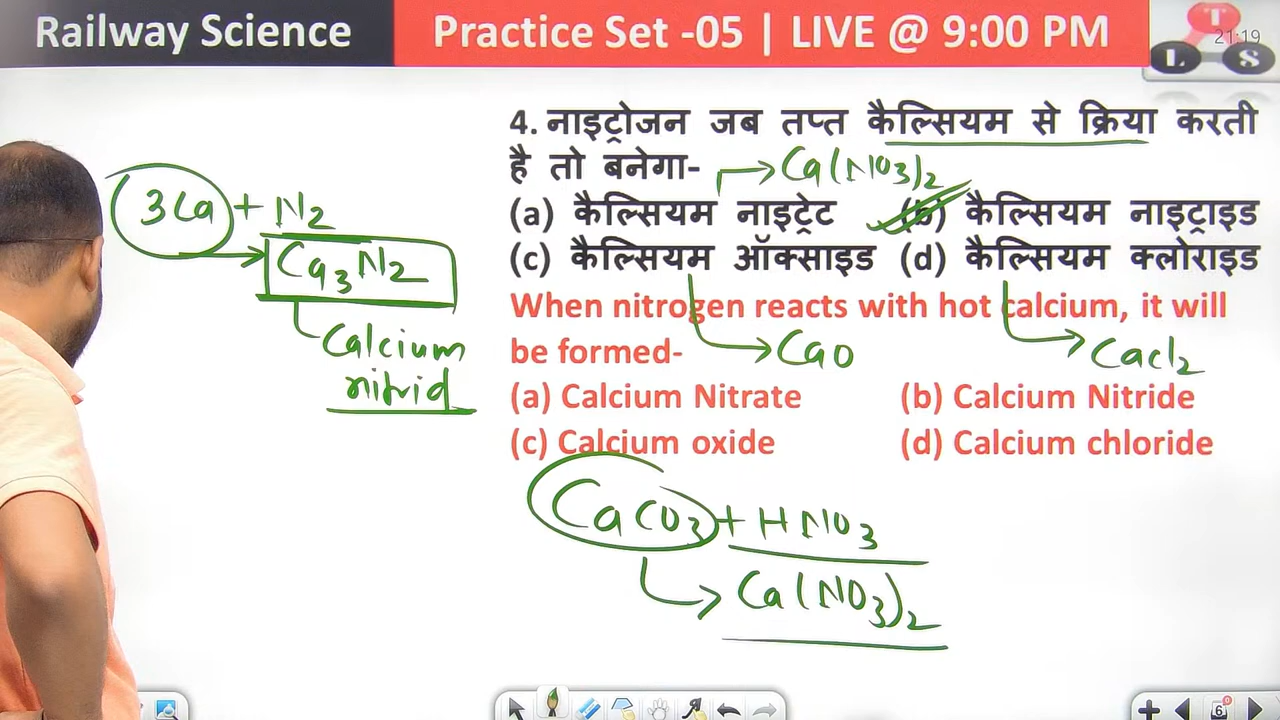 Railway Science
Practice Set -05 | LIVE @ 9:00 PM
T
L S
21:19
4. नाइट्रोजन जब तप्त कैल्सियम से क्रिया करती
है तो बनेगा-
Ca(NO3)2
(a) कैल्सियम नाइट्रेट (b) कैल्सियम नाइट्राइड
(c) कैल्सियम ऑक्साइड (d) कैल्सियम क्लोराइड
When nitrogen reacts with hot calcium, it will
be formed-
CaO
CaCl2
(a) Calcium Nitrate (b) Calcium Nitride
(c) Calcium oxide (d) Calcium chloride
3Ca + N2
Ca3N2
Calcium
nitrid
CaCO3 + HNO3
Ca(NO3)2
6